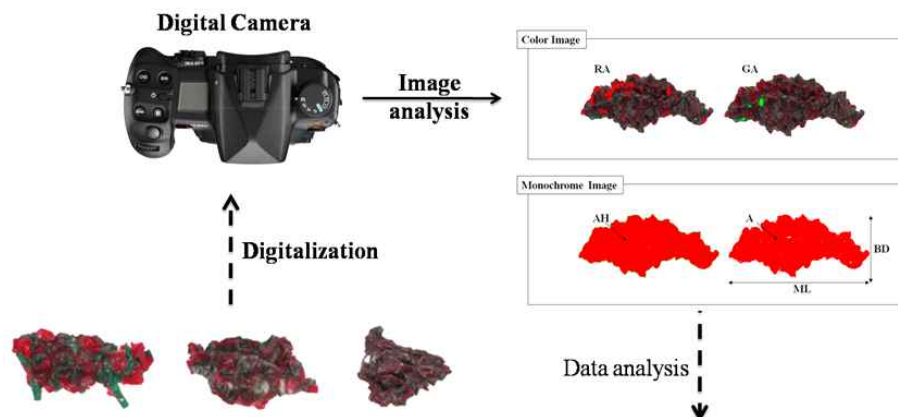 Digital Camera
Image
analysis
Digitalization
Color Image
RA
GA
Monochrome Image
AH
A
BD
ML
Data analysis